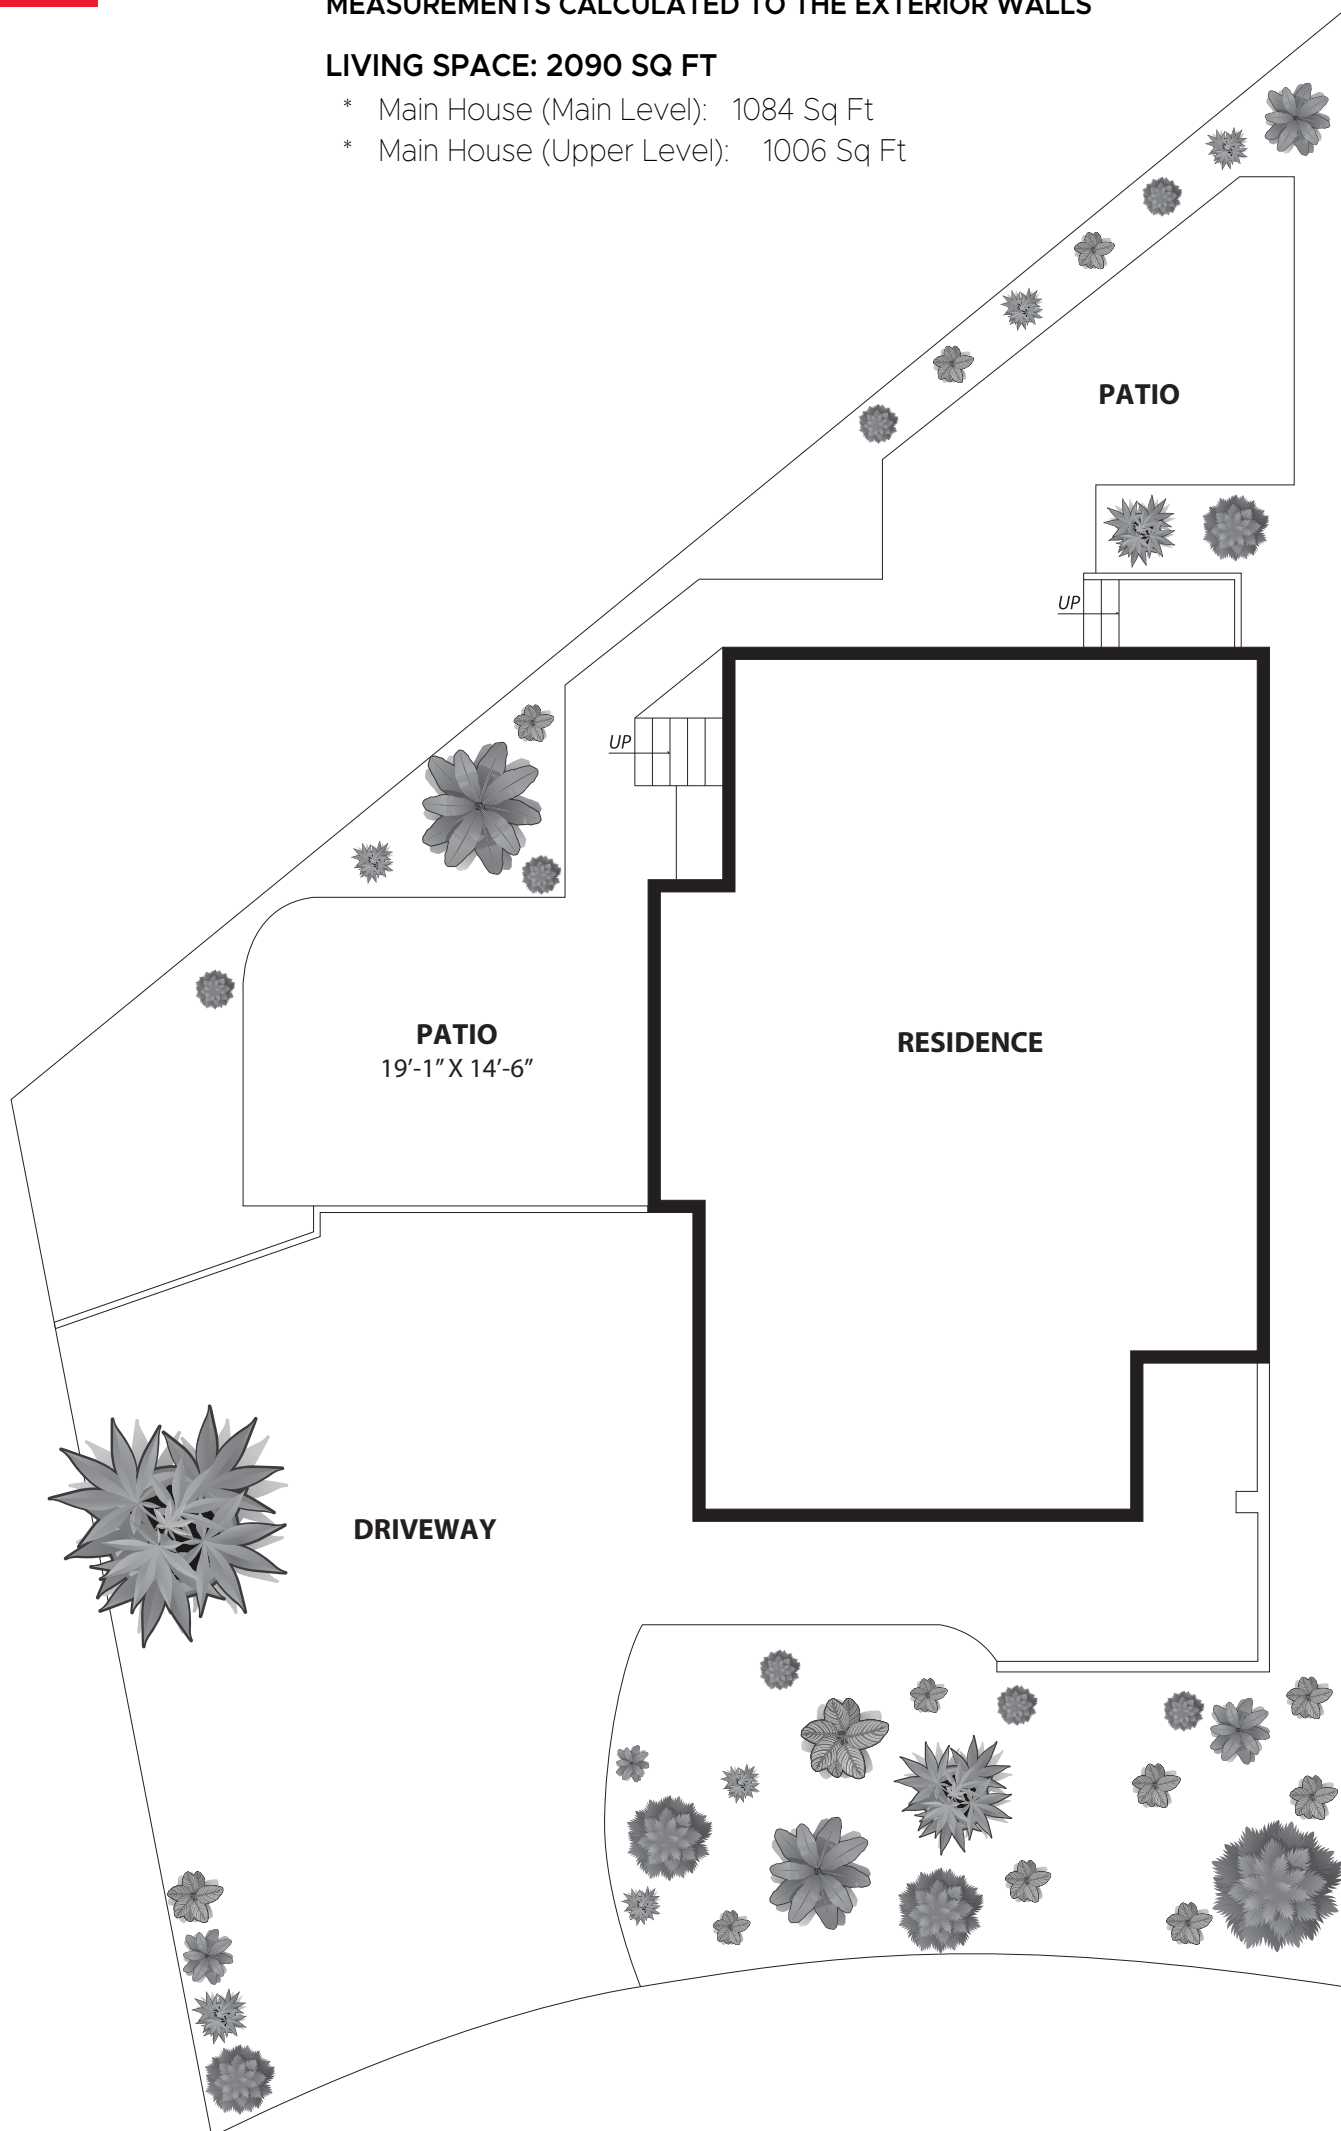 MEASUREMENTS CALCULATED TO THE EXTERIOR WALLS
LIVING SPACE: 2090 SQ FT
* Main House (Main Level): 1084 Sq Ft
* Main House (Upper Level): 1006 Sq Ft
PATIO
UP
UP
PATIO
19'-1" X 14'-6"
RESIDENCE
DRIVEWAY